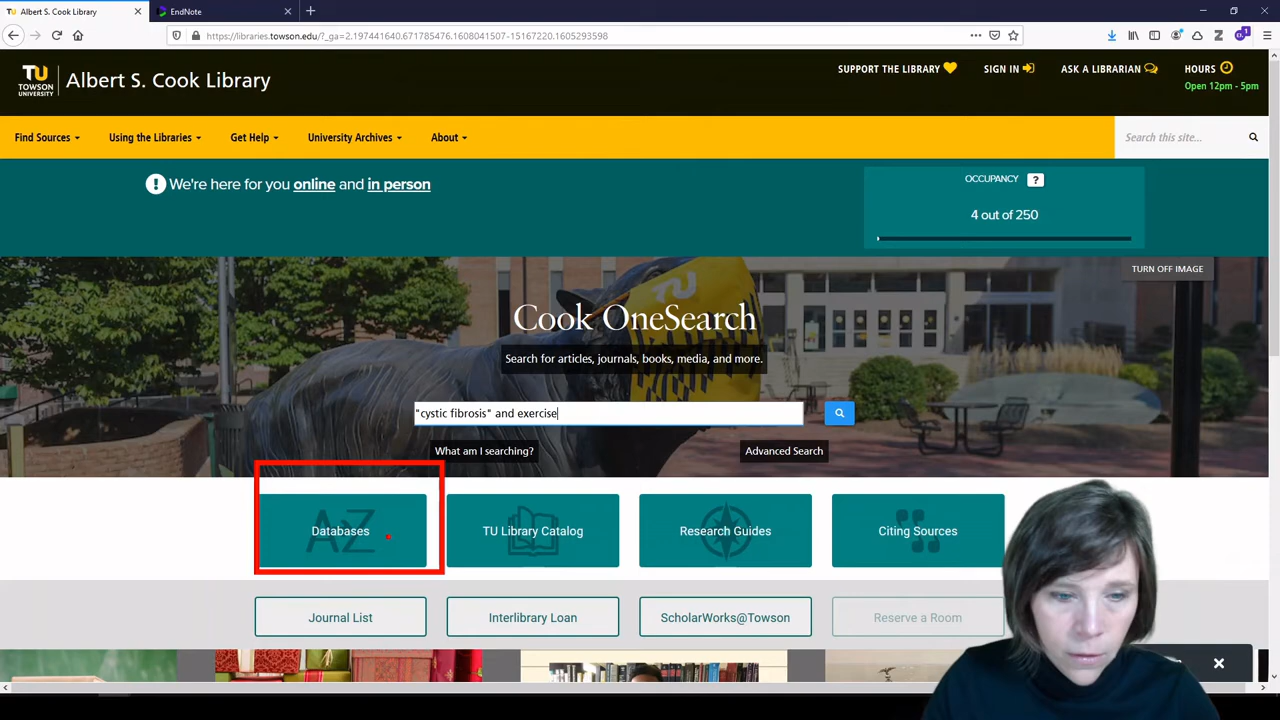 TU Albert S. Cook Library
EndNote
https://libraries.towson.edu/?_ga=2.197441640.671785476.1608041507-15167220.1605293598
TU
TOWSON
UNIVERSITY
Albert S. Cook Library
SUPPORT THE LIBRARY
SIGN IN
ASK A LIBRARIAN
HOURS
Open 12pm - 5pm
Find Sources
Using the Libraries
Get Help
University Archives
About
Search this site...
We're here for you online and in person
OCCUPANCY ?
4 out of 250
TURN OFF IMAGE
Cook OneSearch
Search for articles, journals, books, media, and more.
"cystic fibrosis" and exercise
What am I searching?
Advanced Search
Databases
TU Library Catalog
Research Guides
Citing Sources
Journal List
Interlibrary Loan
ScholarWorks@Towson
Reserve a Room